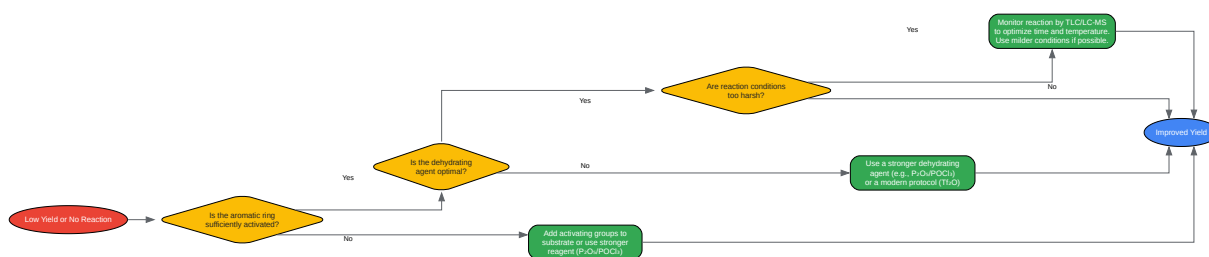 Low Yield or No Reaction
Is the aromatic ring
sufficiently activated?
Yes
No
Is the dehydrating
agent optimal?
Yes
No
Add activating groups to
substrate or use stronger
reagent (P₂O₅/POCl₃)
Are reaction conditions
too harsh?
Yes
No
Use a stronger dehydrating
agent (e.g., P₂O₅/POCl₃)
or a modern protocol (Tf₂O)
Monitor reaction by TLC/LC-MS
to optimize time and temperature.
Use milder conditions if possible.
Improved Yield